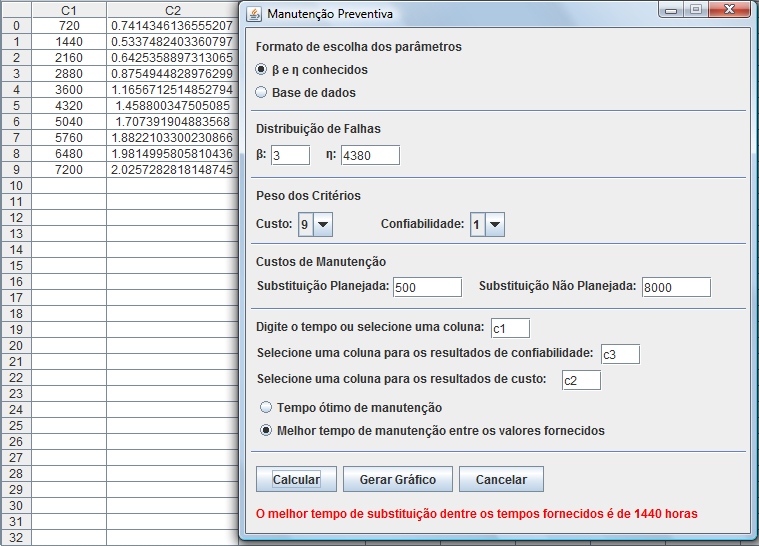 C1 C2
0 720 0.7414346136555207
1 1440 0.5337482403360797
2 2160 0.6425358897313065
3 2880 0.8754944828976299
4 3600 1.1656712514852794
5 4320 1.458800347505085
6 5040 1.707391904883568
7 5760 1.8822103300230866
8 6480 1.9814995805810436
9 7200 2.0257282818148745
10
11
12
13
14
15
16
17
18
19
20
21
22
23
24
25
26
27
28
29
30
31
32
Manutenção Preventiva
Formato de escolha dos parâmetros
β e η conhecidos
Base de dados
Distribuição de Falhas
β: 3 η: 4380
Peso dos Critérios
Custo: 9 Confiabilidade: 1
Custos de Manutenção
Substituição Planejada: 500 Substituição Não Planejada: 8000
Digite o tempo ou selecione uma coluna: c1
Selecione uma coluna para os resultados de confiabilidade: c3
Selecione uma coluna para os resultados de custo: c2
Tempo ótimo de manutenção
Melhor tempo de manutenção entre os valores fornecidos
Calcular Gerar Gráfico Cancelar
O melhor tempo de substituição dentre os tempos fornecidos é de 1440 horas